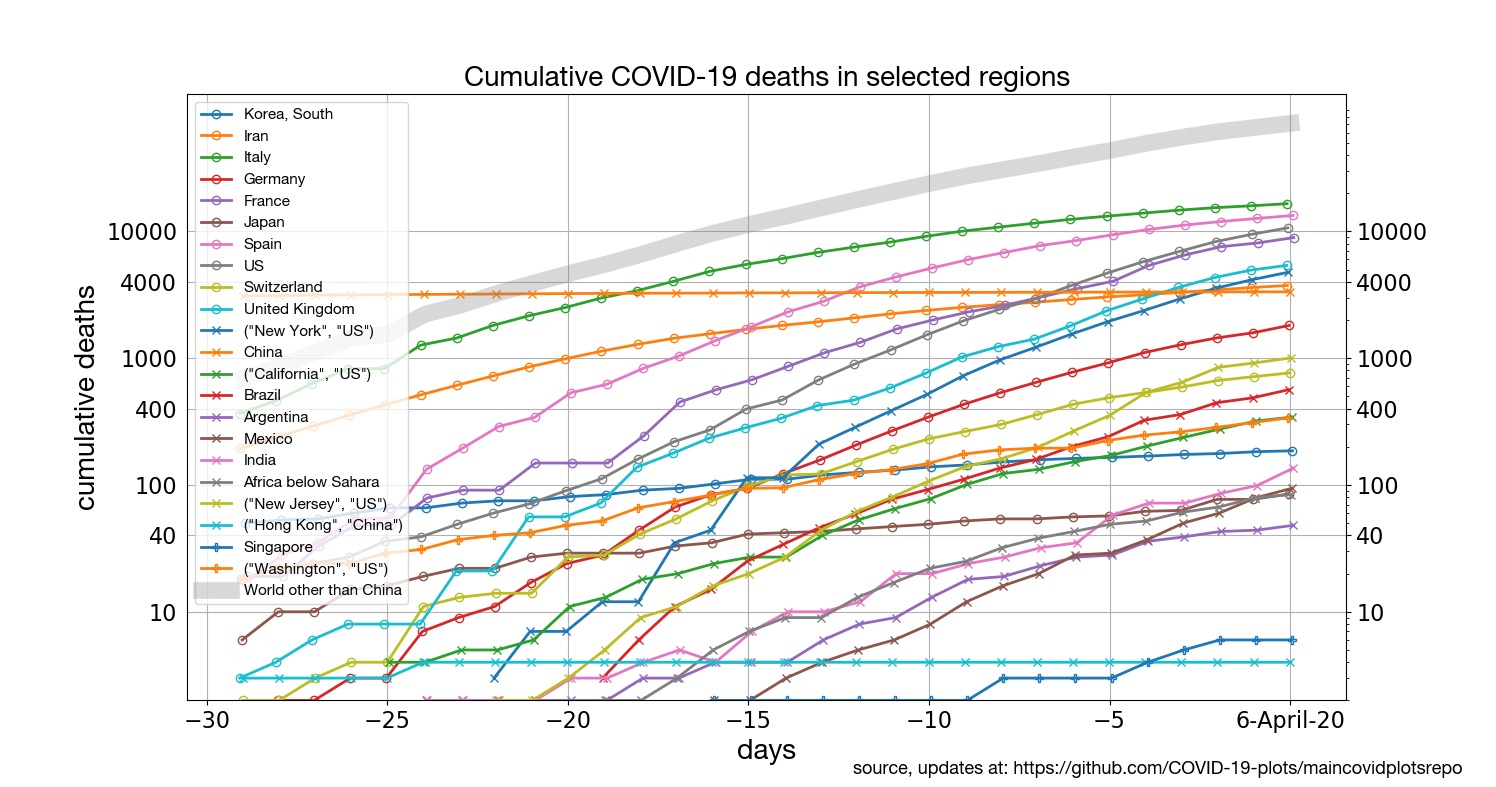 Cumulative COVID-19 deaths in selected regions
Korea, South
Iran
Italy
Germany
France
Japan
Spain
US
Switzerland
United Kingdom
("New York", "US")
China
("California", "US")
Brazil
Argentina
Mexico
India
Africa below Sahara
("New Jersey", "US")
("Hong Kong", "China")
Singapore
("Washington", "US")
World other than China
cumulative deaths
10000
4000
1000
400
100
40
10
10000
4000
1000
400
100
40
10
−30
−25
−20
−15
−10
−5
6-April-20
days
source, updates at: https://github.com/COVID-19-plots/maincovidplotsrepo